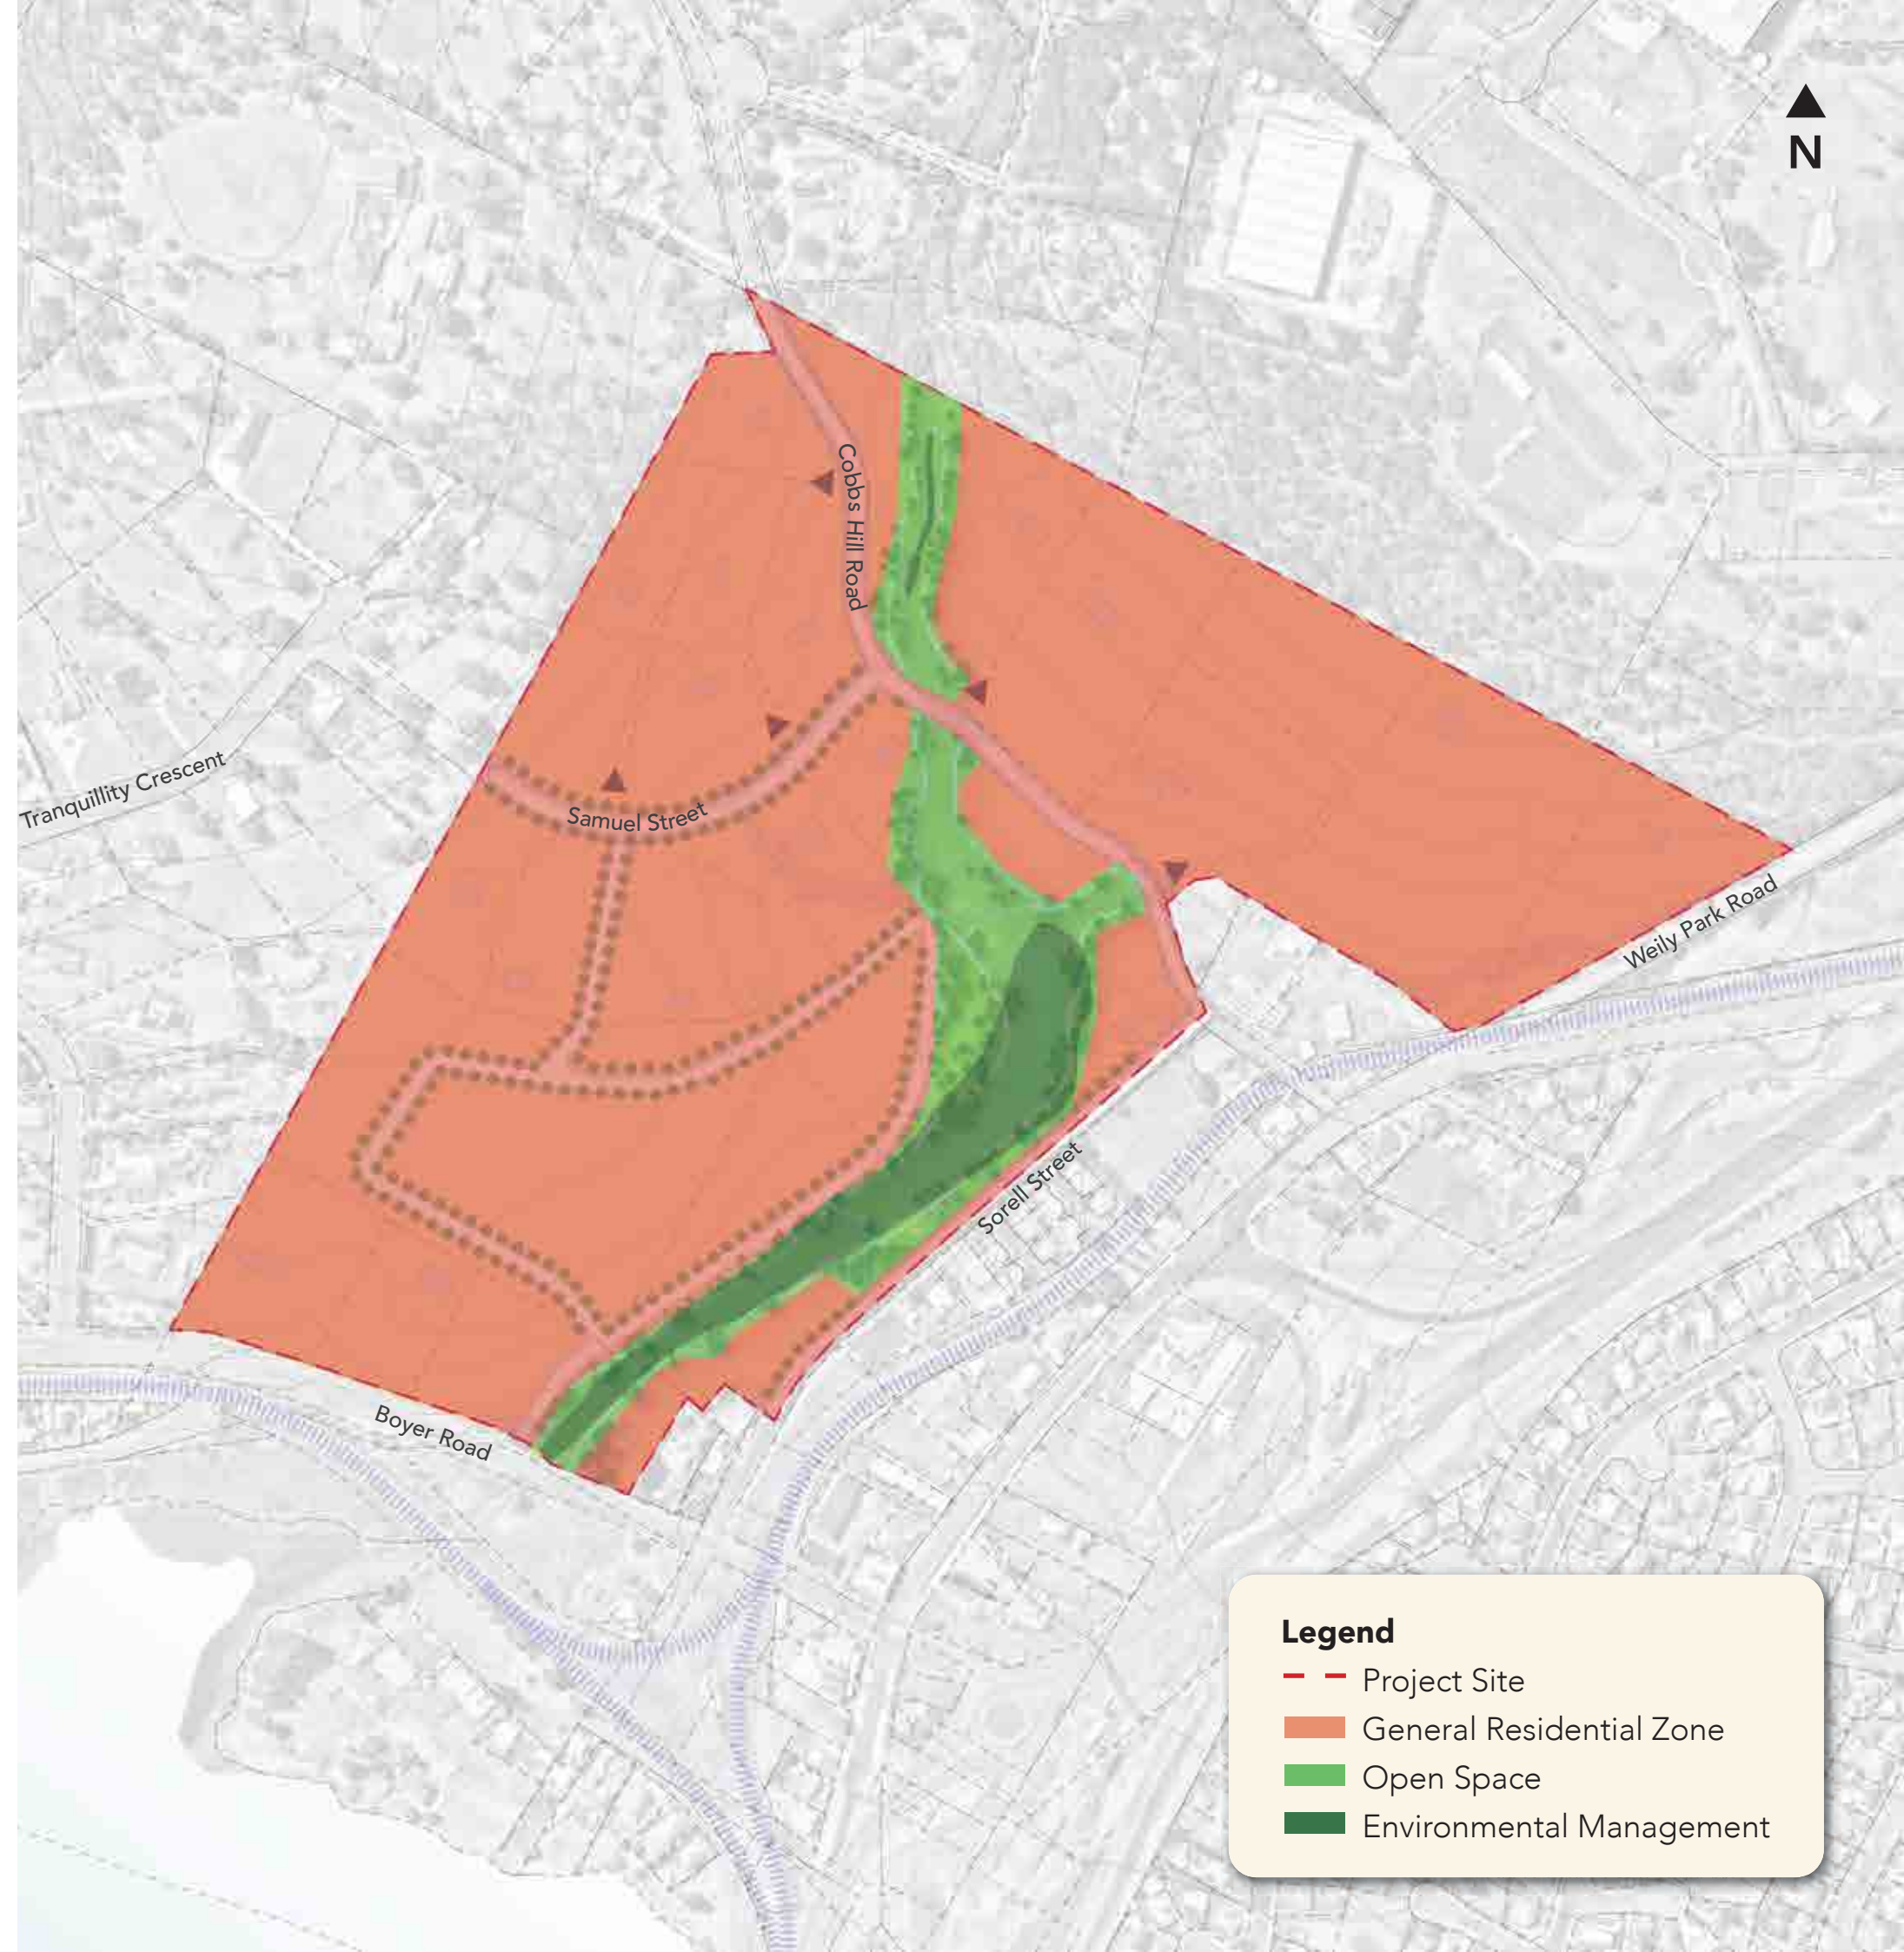 N
Cobbs Hill Road
Tranquillity Crescent
Samuel Street
Weily Park Road
Sorell Street
Boyer Road
Legend
Project Site
General Residential Zone
Open Space
Environmental Management